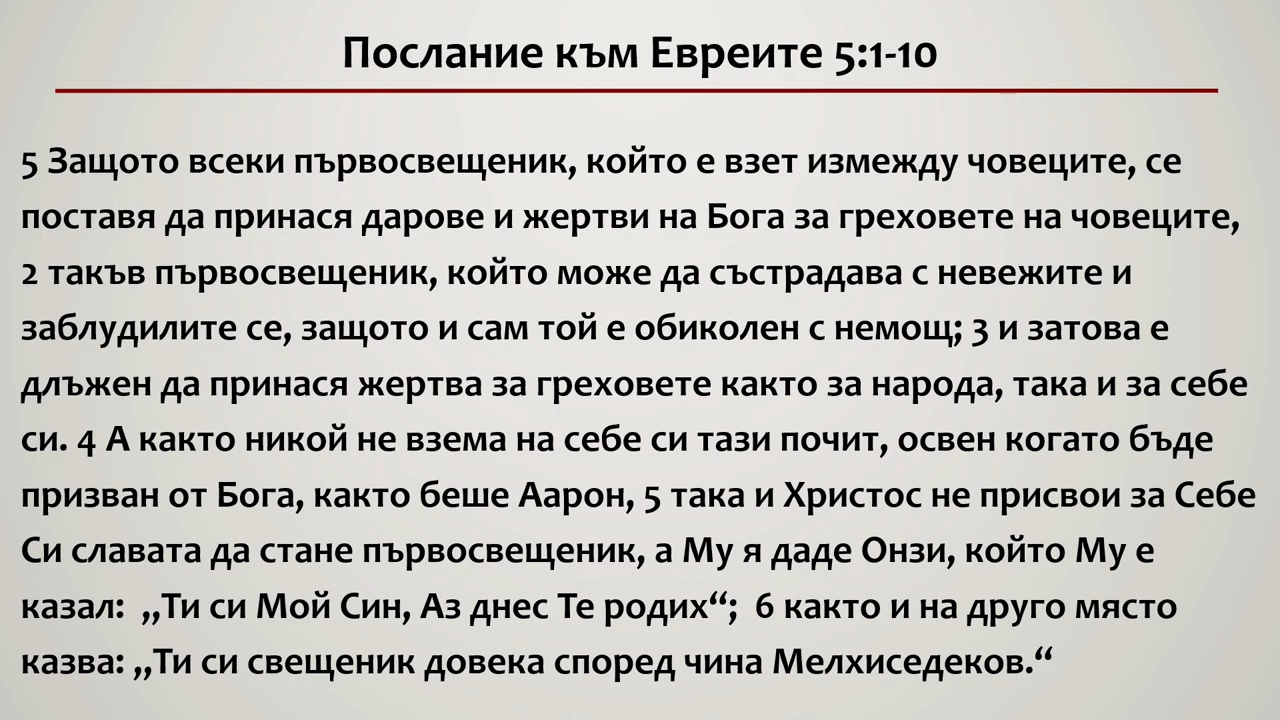 Послание към Евреите 5:1-10
5 Защото всеки първосвещеник, който е взет измежду човеците, се
поставя да принася дарове и жертви на Бога за греховете на човеците,
2 такъв първосвещеник, който може да състрадава с невежите и
заблудилите се, защото и сам той е обиколен с немощ; 3 и затова е
длъжен да принася жертва за греховете както за народа, така и за себе
си. 4 А както никой не взема на себе си тази почит, освен когато бъде
призван от Бога, както беше Аарон, 5 така и Христос не присвои за Себе
Си славата да стане първосвещеник, а Му я даде Онзи, който Му е
казал:  ,,Ти си Мой Син, Аз днес Те родих“;  6 както и на друго място
казва: ,,Ти си свещеник довека според чина Мелхиседеков.“